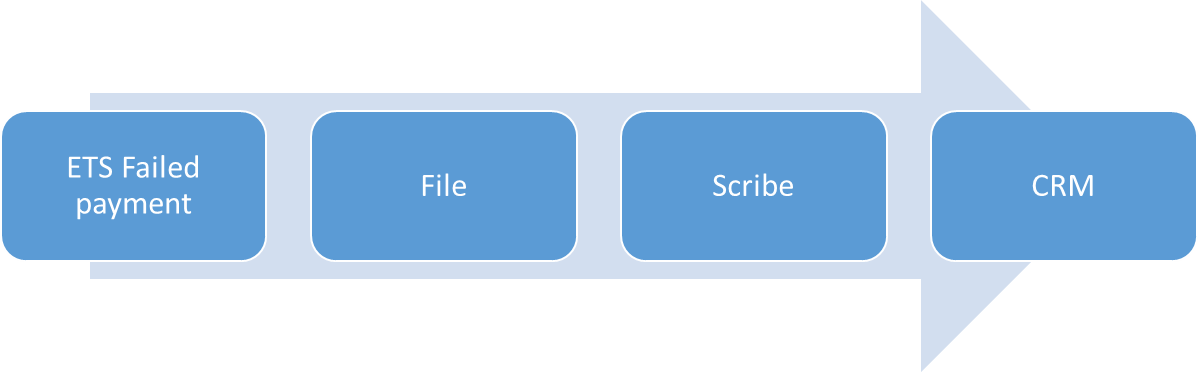 ETS Failed
payment
File
Scribe
CRM